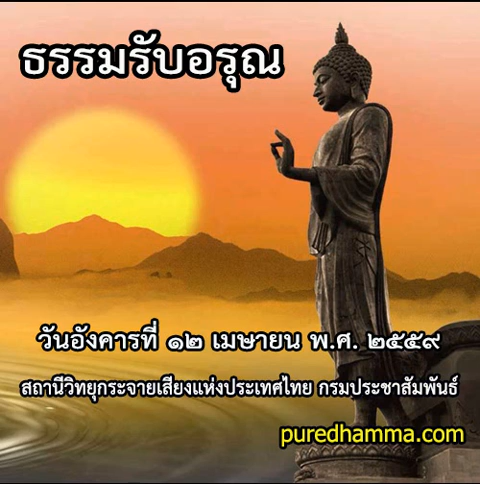 ธรรมรับอรุณ
วันอังคารที่ ๑๒ เมษายน พ.ศ. ๒๕๕๙
สถานีวิทยุกระจายเสียงแห่งประเทศไทย กรมประชาสัมพันธ์
puredhamma.com